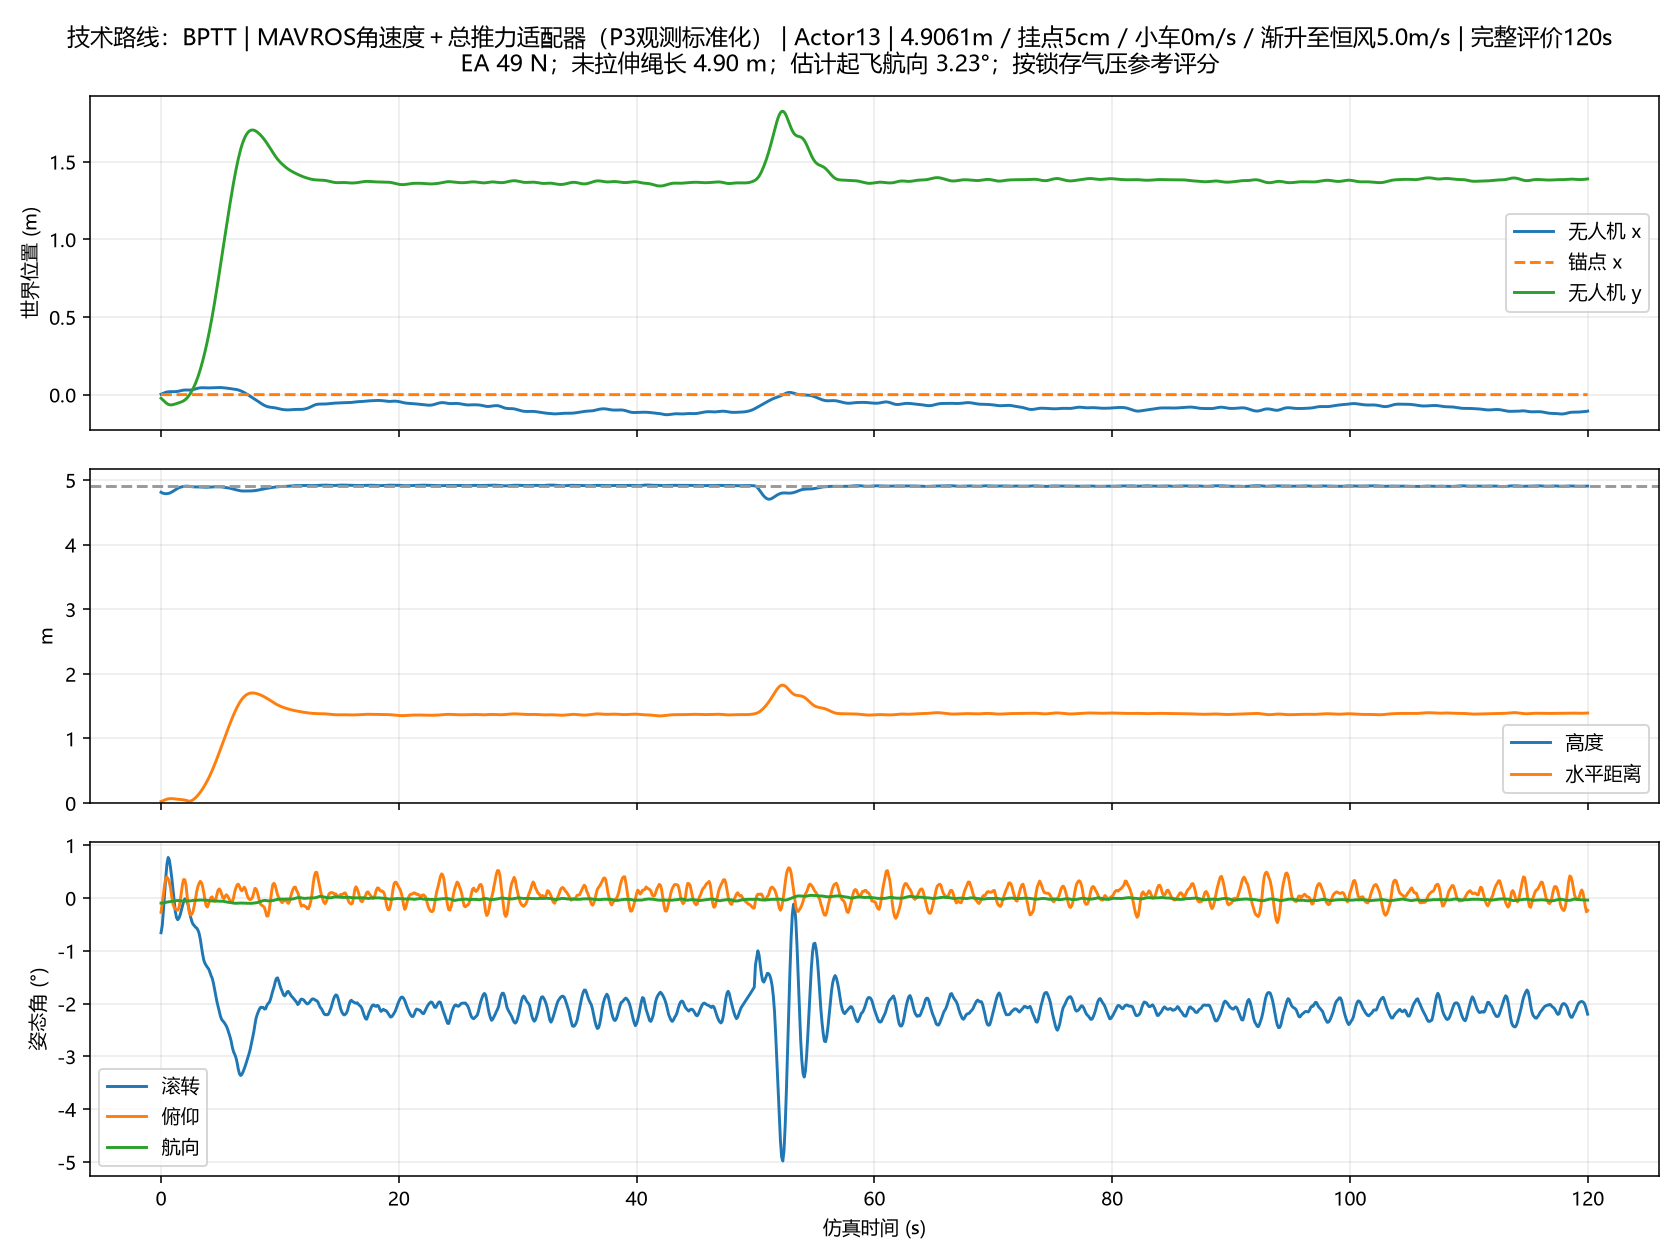 技术路线：BPTT | MAVROS角速度＋总推力适配器（P3观测标准化） | Actor13 | 4.9061m / 挂点5cm / 小车0m/s / 渐升至恒风5.0m/s | 完整评价120s
EA 49 N；未拉伸绳长 4.90 m；估计起飞航向 3.23°；按锁存气压参考评分
世界位置 (m)
1.5
1.0
0.5
0.0
无人机 x
锚点 x
无人机 y
m
5
4
3
2
1
0
高度
水平距离
姿态角 (°)
1
0
-1
-2
-3
-4
-5
滚转
俯仰
航向
0
20
40
60
80
100
120
仿真时间 (s)